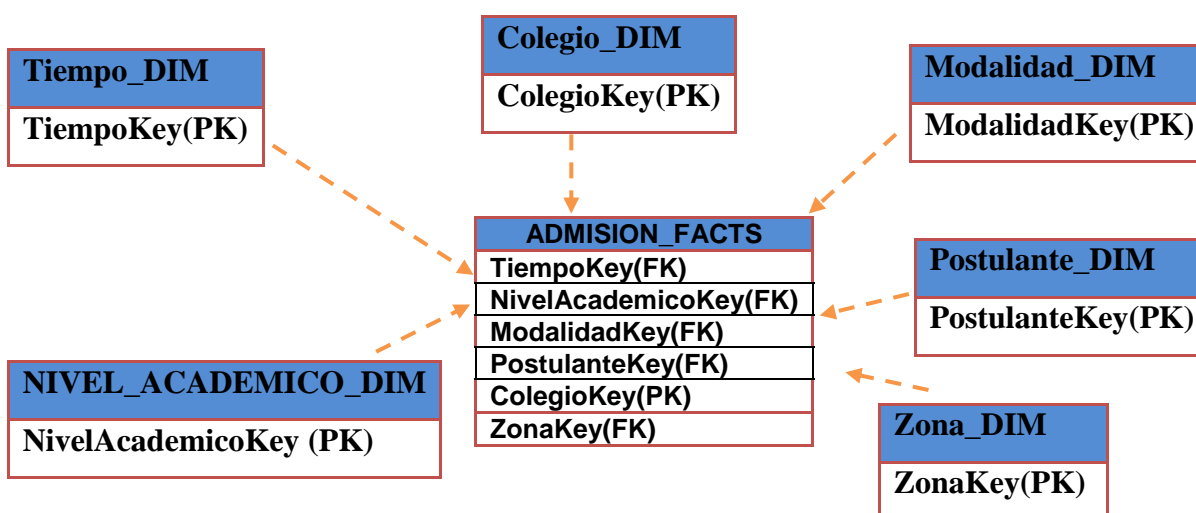 Colegio_DIM
ColegioKey(PK)
Tiempo_DIM
TiempoKey(PK)
Modalidad_DIM
ModalidadKey(PK)
ADMISION_FACTS
TiempoKey(FK)
NivelAcademicoKey(FK)
ModalidadKey(FK)
PostulanteKey(FK)
ColegioKey(PK)
ZonaKey(FK)
Postulante_DIM
PostulanteKey(PK)
NIVEL_ACADEMICO_DIM
NivelAcademicoKey (PK)
Zona_DIM
ZonaKey(PK)